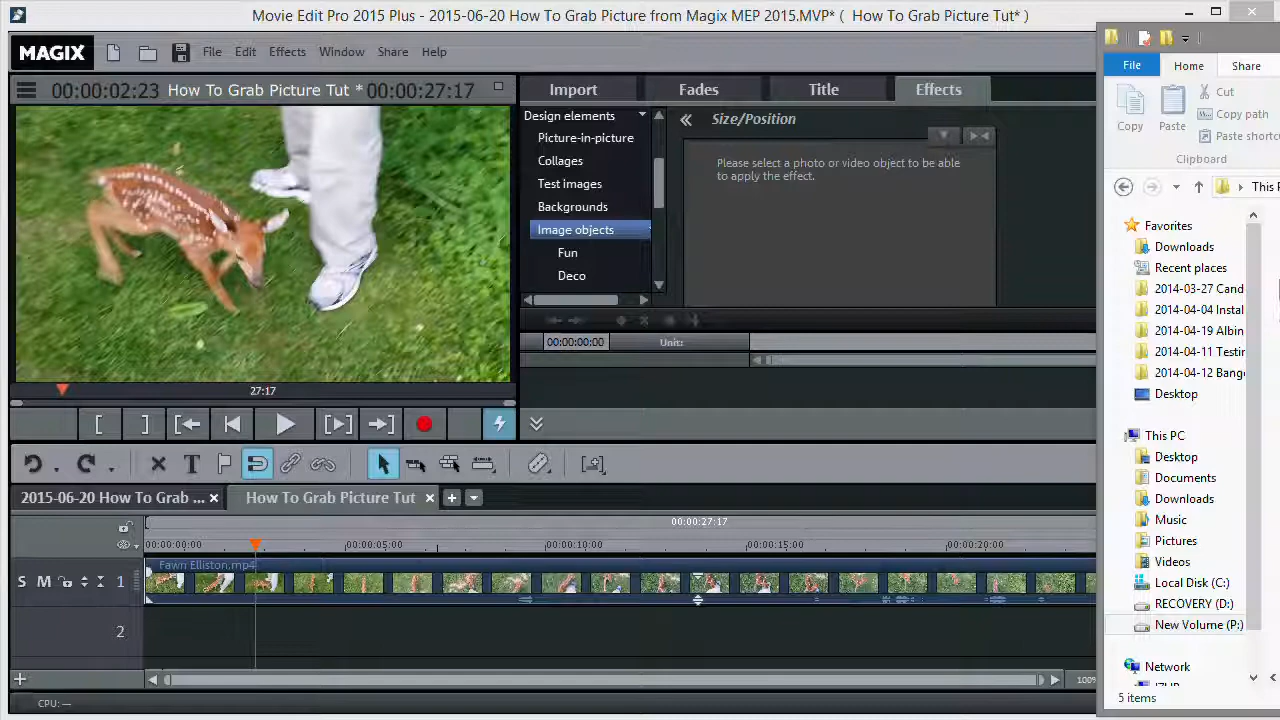 Movie Edit Pro 2015 Plus - 2015-06-20 How To Grab Picture from Magix MEP 2015.MVP* ( How To Grab Picture Tut* )
MAGIX File Edit Effects Window Share Help
00:00:02:23 How To Grab Picture Tut * 00:00:27:17
Import Fades Title Effects
Design elements
Picture-in-picture
Collages
Test images
Backgrounds
Image objects
Fun
Deco
Size/Position
Please select a photo or video object to be able
to apply the effect.
00:00:00:00 Unit:
27:17
2015-06-20 How To Grab ... How To Grab Picture Tut
00:00:27:17
00:00:00:00 00:00:05:00 00:00:10:00 00:00:15:00 00:00:20:00
Fawn Elliston.mp4
S M 1
2
100%
CPU: —
File Home Share
Copy Paste
Cut
Copy path
Paste shortcu
Clipboard
This P
Favorites
Downloads
Recent places
2014-03-27 Cand
2014-04-04 Instal
2014-04-19 Albin
2014-04-11 Testin
2014-04-12 Bang
Desktop
This PC
Desktop
Documents
Downloads
Music
Pictures
Videos
Local Disk (C:)
RECOVERY (D:)
New Volume (P:)
Network
5 items